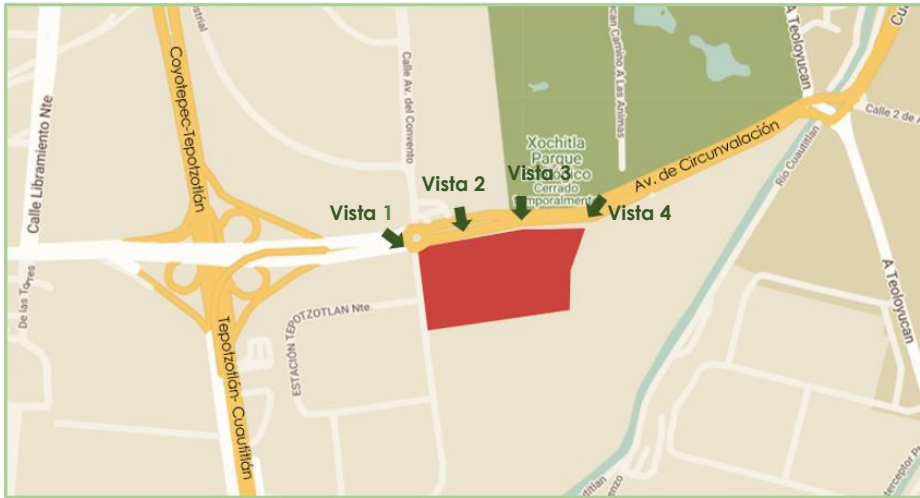 Calle Libramiento Nte
Coyotepec-Tepotzotlán
Calle Av. del Convento
Camino A Las Animas
A Teoloyucan
Calle 2 de
Río Cuautitlán
Av. de Circunvalación
Xochitla
Parque
Cerrado
Vista 1
Vista 2
Vista 3
Vista 4
De las Torres
ESTACIÓN TEPOTZOTLAN Nte.
Tepotzotlán- Cuautitlán
A Teoloyucan